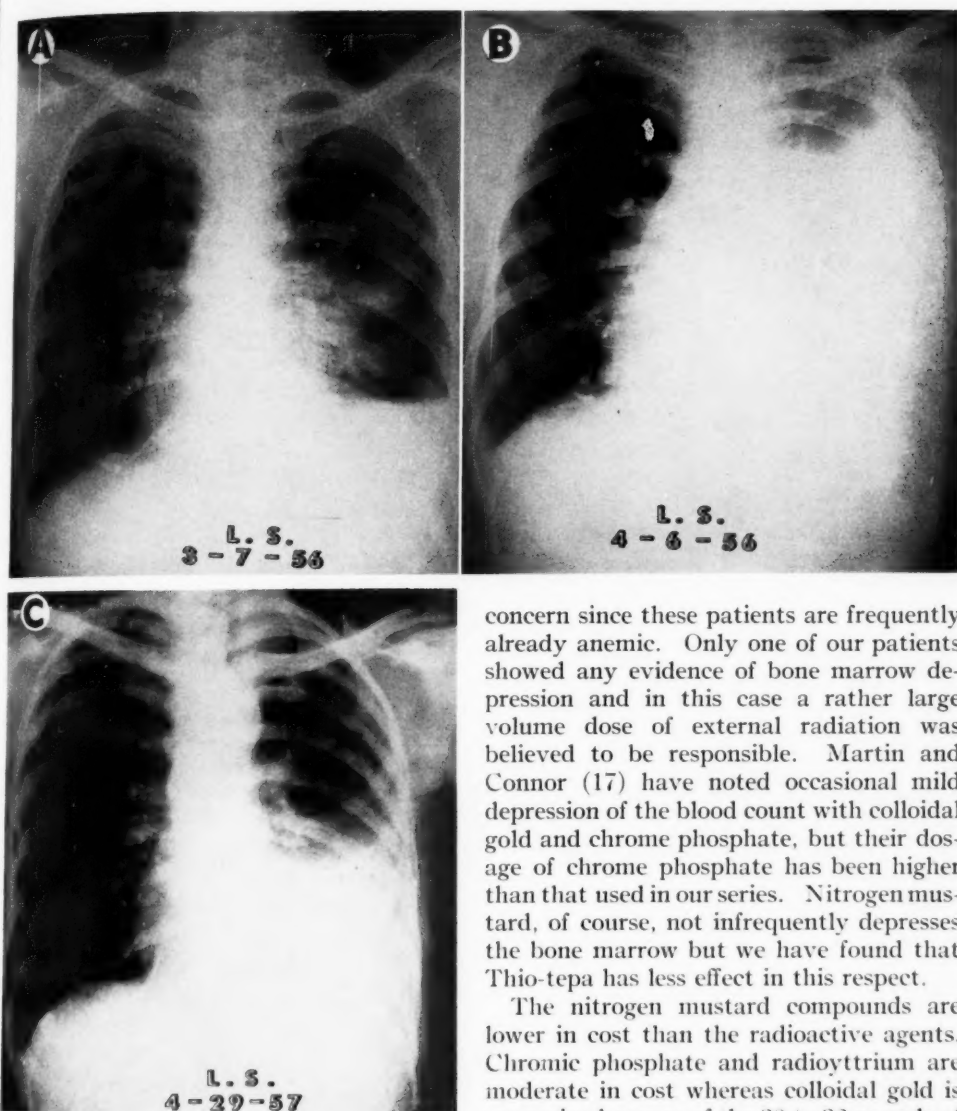 A
B
L. S.
3 - 7 - 56
L. S.
4 - 6 - 56
C
L. S.
4 - 29 - 57
concern since these patients are frequently
already anemic. Only one of our patients
showed any evidence of bone marrow de-
pression and in this case a rather large
volume dose of external radiation was
believed to be responsible. Martin and
Connor (17) have noted occasional mild
depression of the blood count with colloidal
gold and chrome phosphate, but their dos-
age of chrome phosphate has been higher
than that used in our series. Nitrogen mus-
tard, of course, not infrequently depresses
the bone marrow but we have found that
Thio-tepa has less effect in this respect.
The nitrogen mustard compounds are
lower in cost than the radioactive agents.
Chromic phosphate and radioyttrium are
moderate in cost whereas colloidal gold is